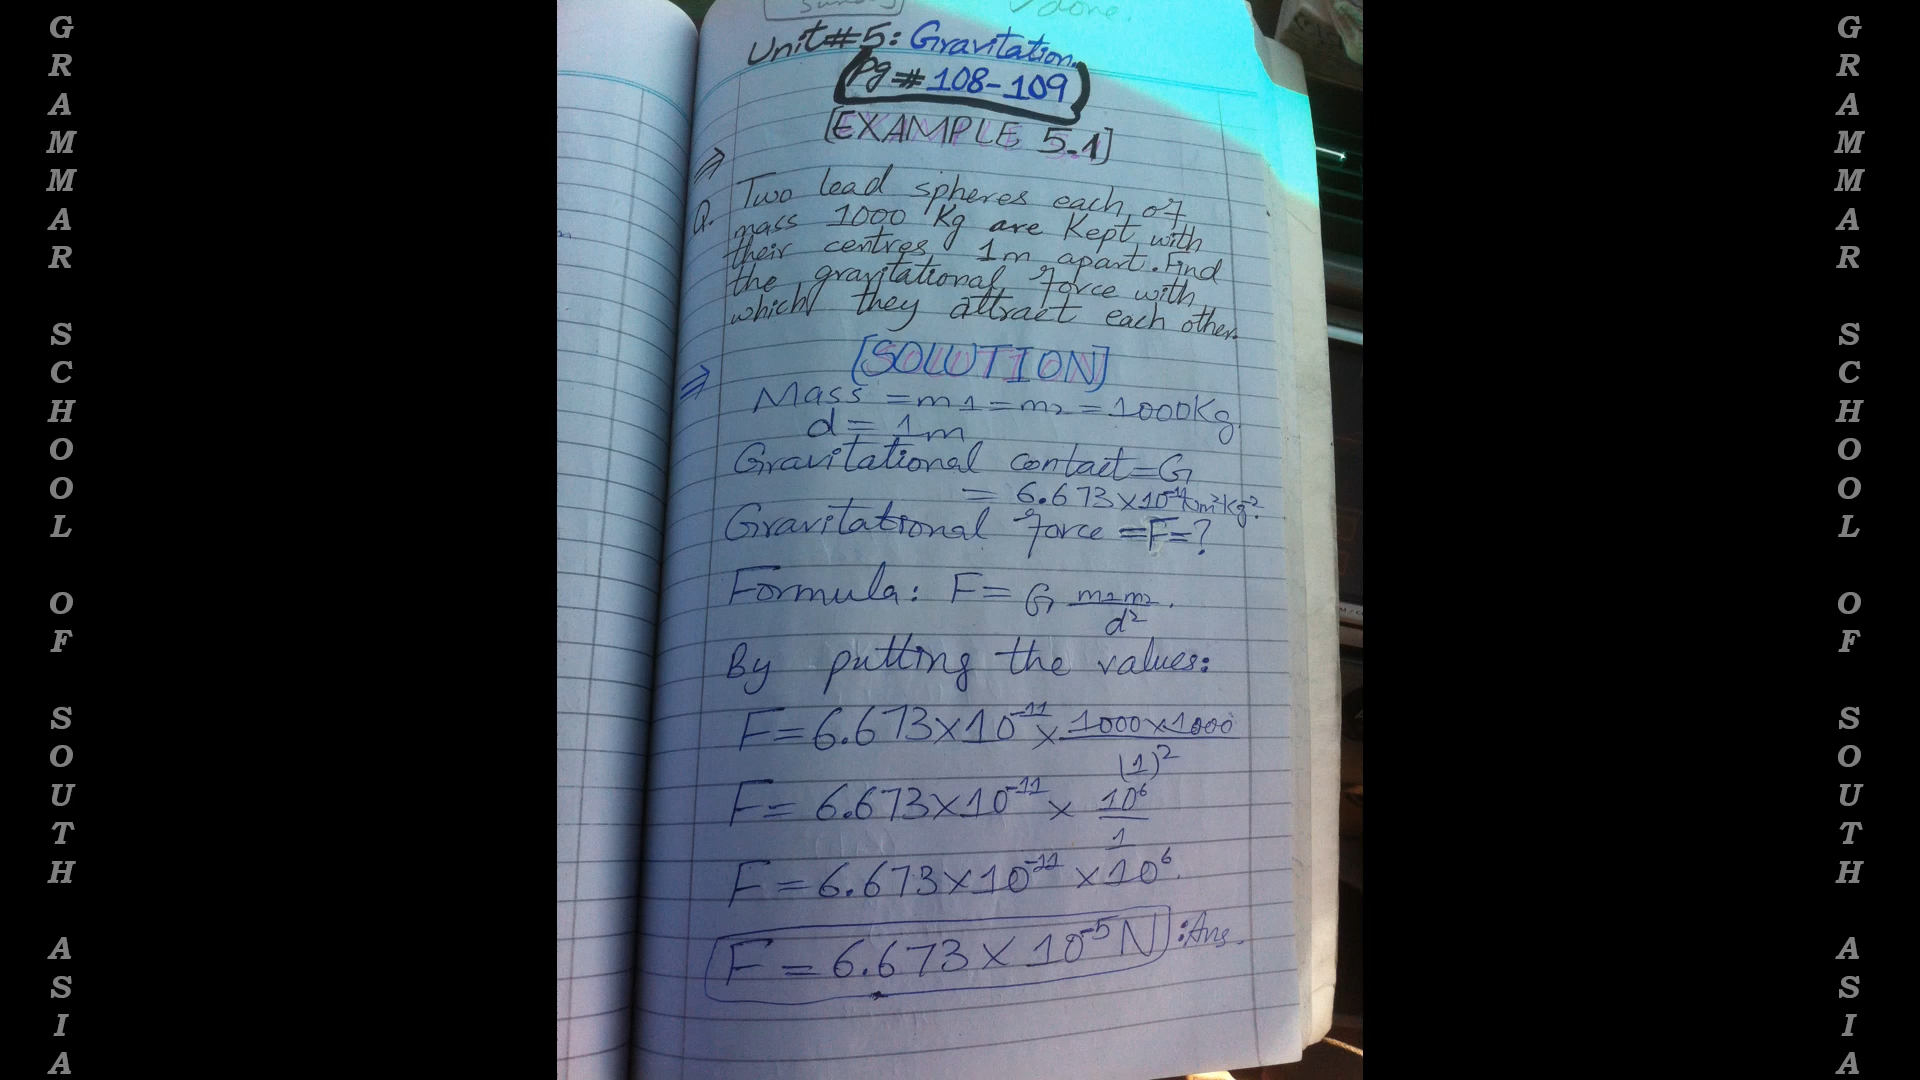 GRAMMAR SCHOOL OF SOUTH ASIA
Sunday
✓done.
Unit#5: Gravitation.
Pg# 108-109
[EXAMPLE 5.1]
⇒
Q. Two lead spheres each of
mass 1000 Kg are Kept with
their centres 1m apart. Find
the gravitational force with
which they attract each other.
[SOLUTION]
⇒ Mass = m1 = m2 = 1000Kg.
d = 1m
Gravitational contact = G
= 6.673×10⁻¹¹Nm²kg⁻².
Gravitational force = F = ?
Formula: F = G m1m2/d².
By putting the values:
F = 6.673×10⁻¹¹ × 1000×1000/(1)²
F = 6.673×10⁻¹¹ × 10⁶/1
F = 6.673×10⁻¹¹ ×10⁶.
F = 6.673 × 10⁻⁵ N :Ans.
GRAMMAR SCHOOL OF SOUTH ASIA